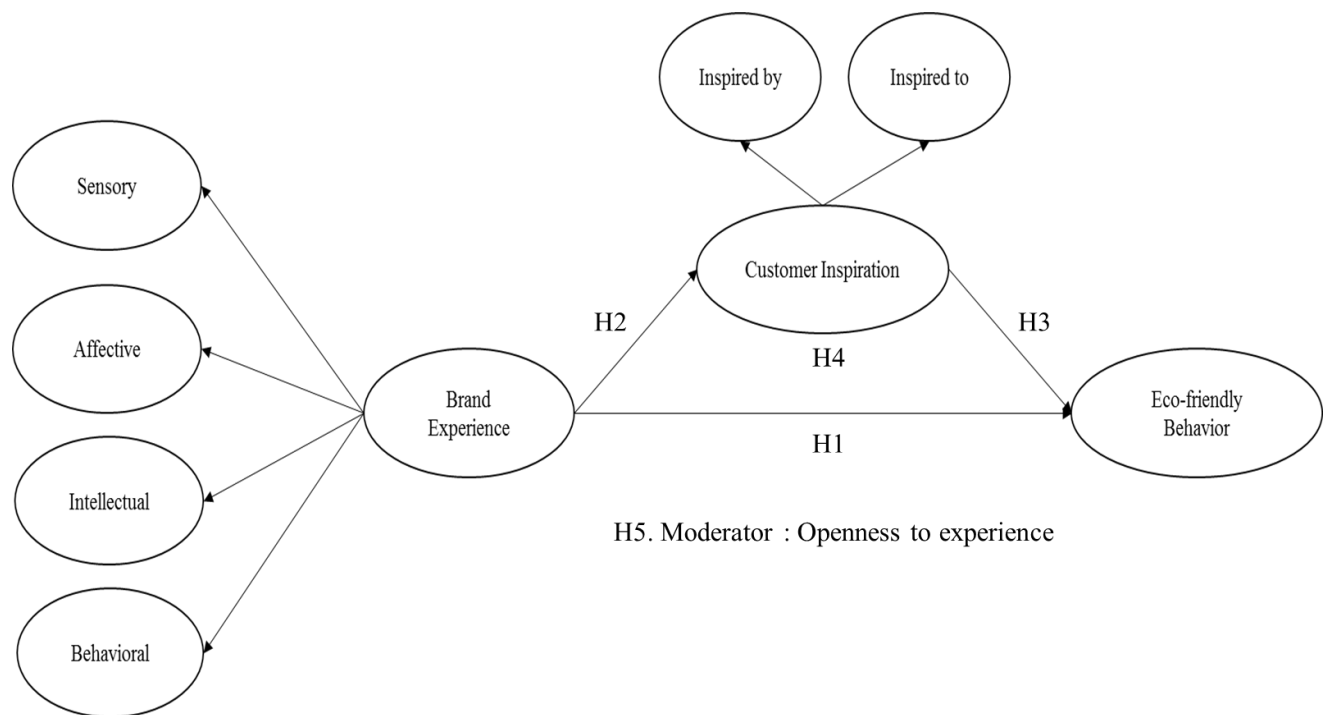 Inspired by
Inspired to
Sensory
Customer Inspiration
H2
H3
Affective
H4
Brand
Experience
Eco-friendly
Behavior
H1
Intellectual
H5. Moderator : Openness to experience
Behavioral